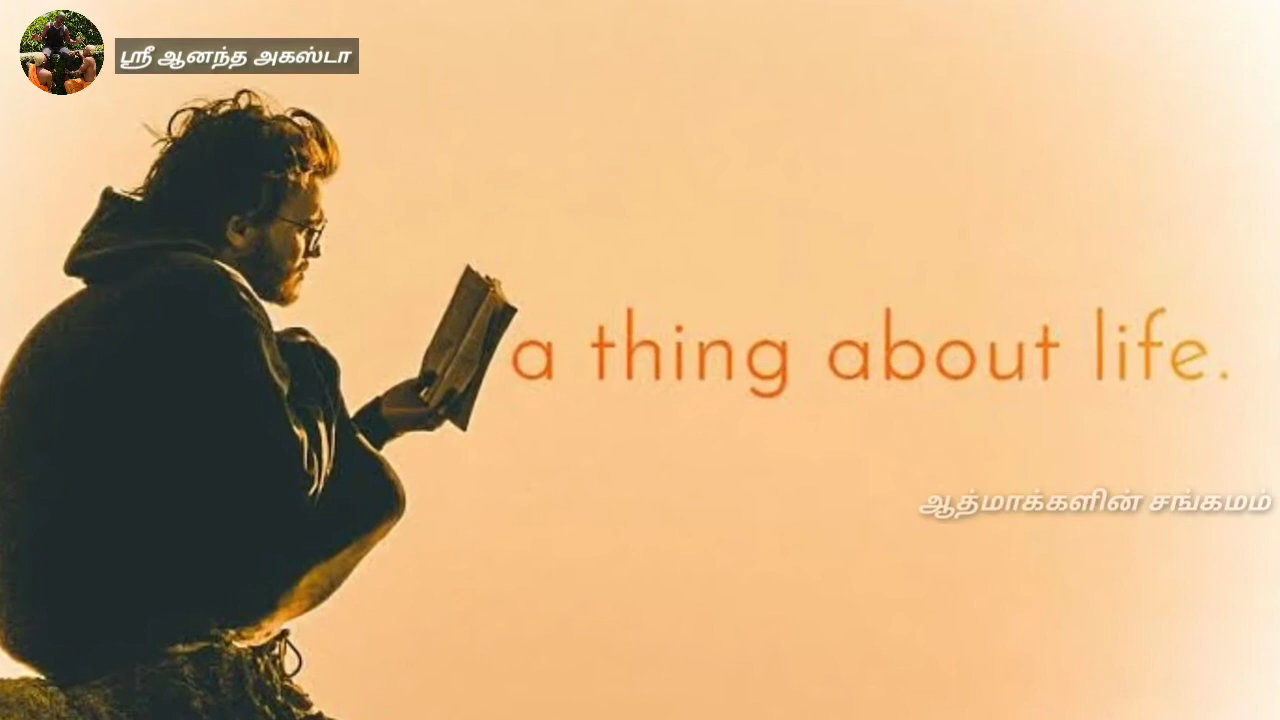 ஸ்ரீ ஆனந்த அகஸ்டா
a thing about life.
ஆத்மாக்களின் சங்கமம்